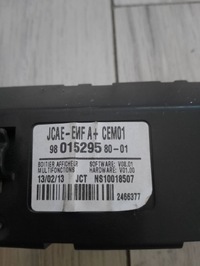 JCAE-EMF A+ CEM01
98 015295 80-01
BOITIER AFFICHEUR SOFTWARE: V08.01
MULTIFONCTIONS HARDWARE: V01.00
13/02/13 JCT NS10018507
2486377